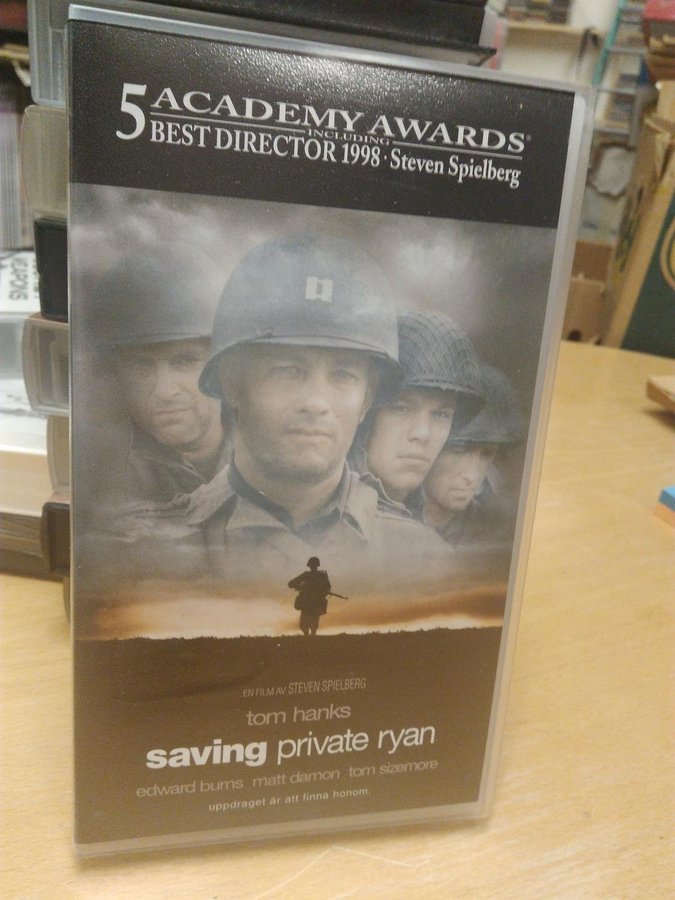 5 ACADEMY AWARDS®
INCLUDING
BEST DIRECTOR 1998 · Steven Spielberg
EN FILM AV STEVEN SPIELBERG
tom hanks
saving private ryan
edward burns matt damon tom sizemore
uppdraget är att finna honom.
WEAPONS